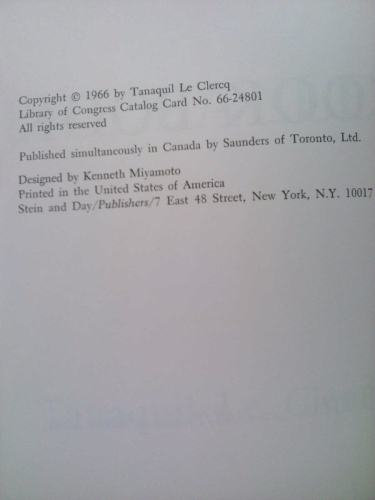 Copyright © 1966 by Tanaquil Le Clercq
Library of Congress Catalog Card No. 66-24801
All rights reserved
Published simultaneously in Canada by Saunders of Toronto, Ltd.
Designed by Kenneth Miyamoto
Printed in the United States of America
Stein and Day/Publishers/7 East 48 Street, New York, N.Y. 10017